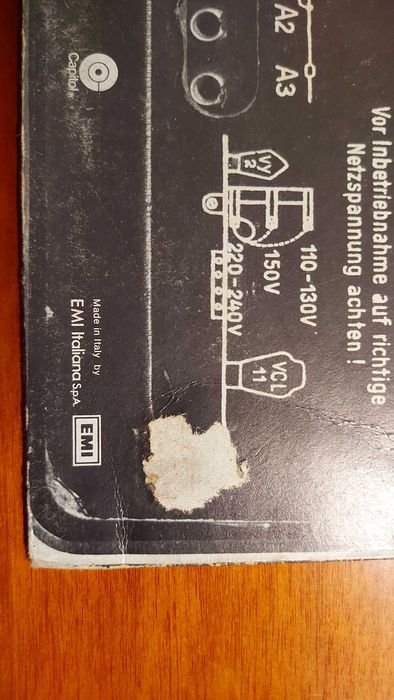 A2
A3
Vor Inbetriebnahme auf richtige
Netzspannung achten!
VY
2
110-130V
150V
220-240V
VCL
11
Capitol®
Made in Italy by
EMI Italiana S.p.A.
EMI